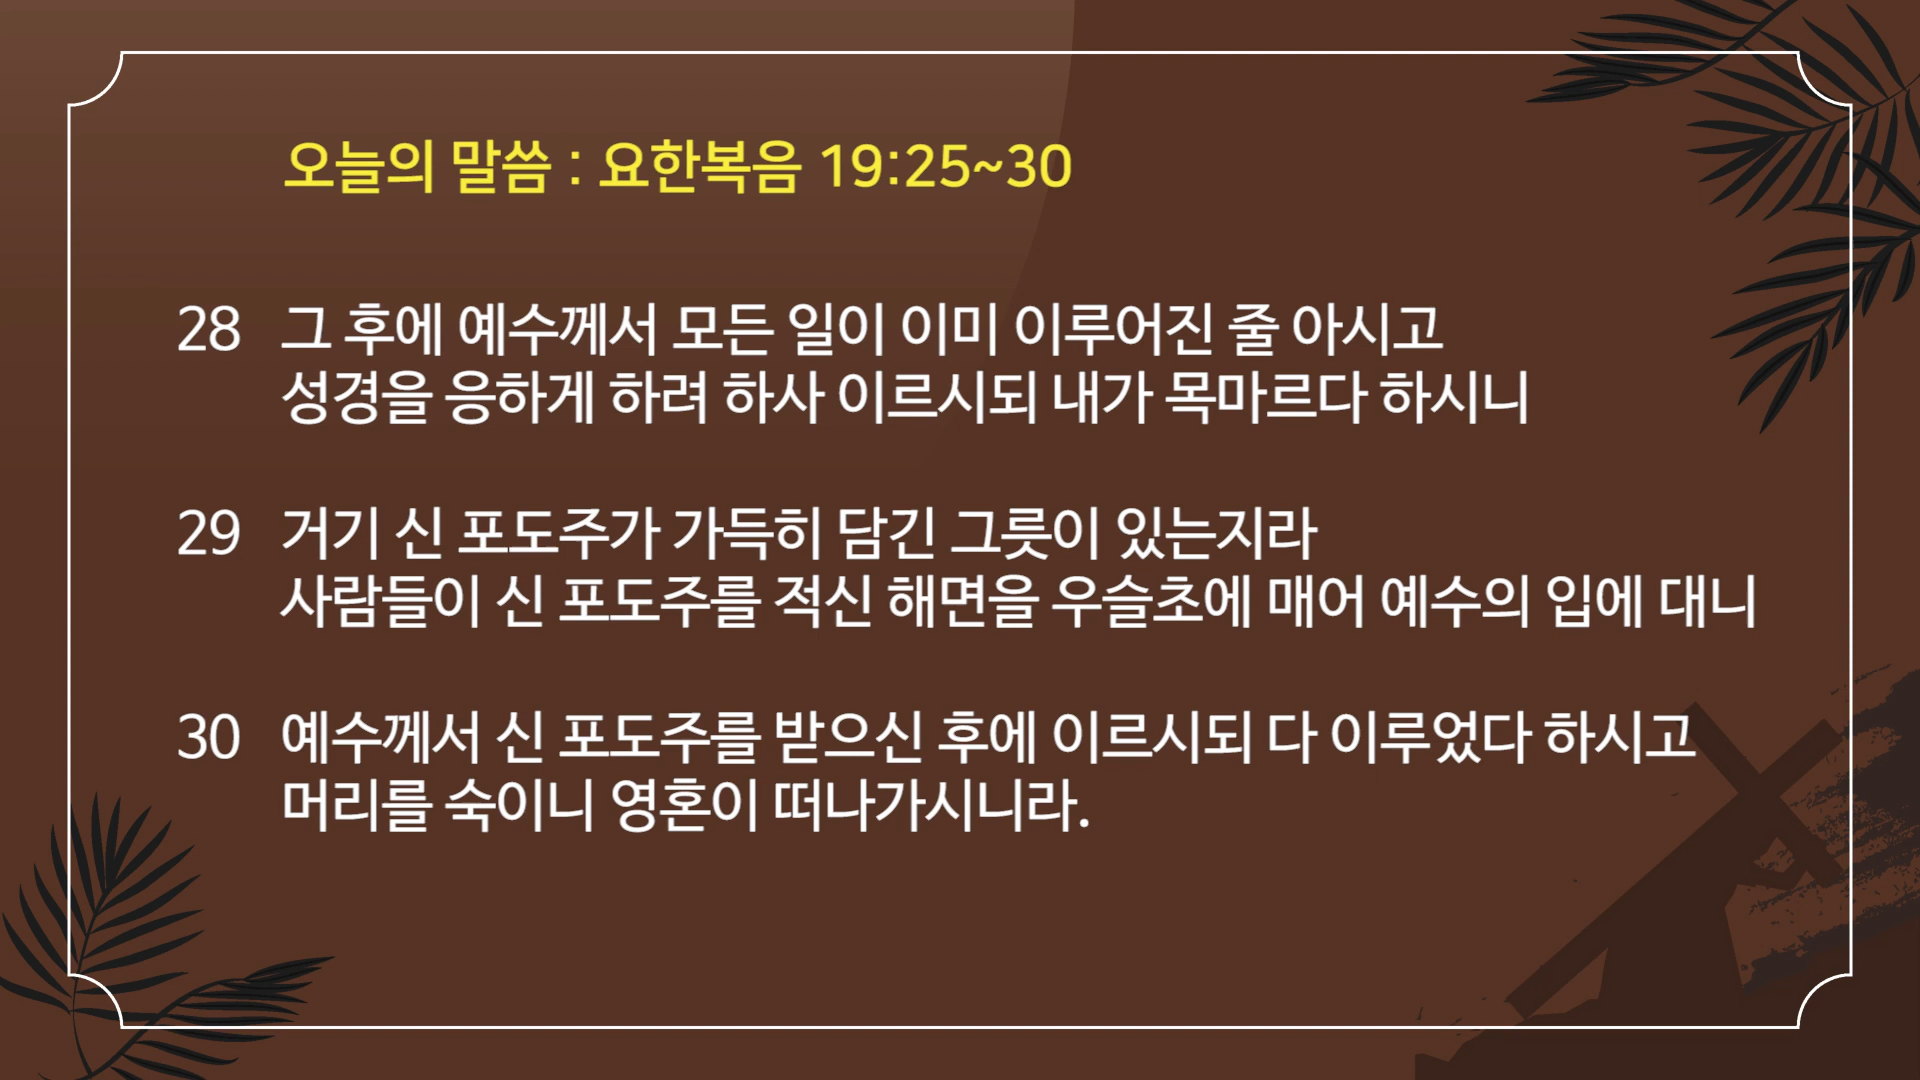 오늘의 말씀 : 요한복음 19:25~30
28 그 후에 예수께서 모든 일이 이미 이루어진 줄 아시고
성경을 응하게 하려 하사 이르시되 내가 목마르다 하시니
29 거기 신 포도주가 가득히 담긴 그릇이 있는지라
사람들이 신 포도주를 적신 해면을 우슬초에 매어 예수의 입에 대니
30 예수께서 신 포도주를 받으신 후에 이르시되 다 이루었다 하시고
머리를 숙이니 영혼이 떠나가시니라.